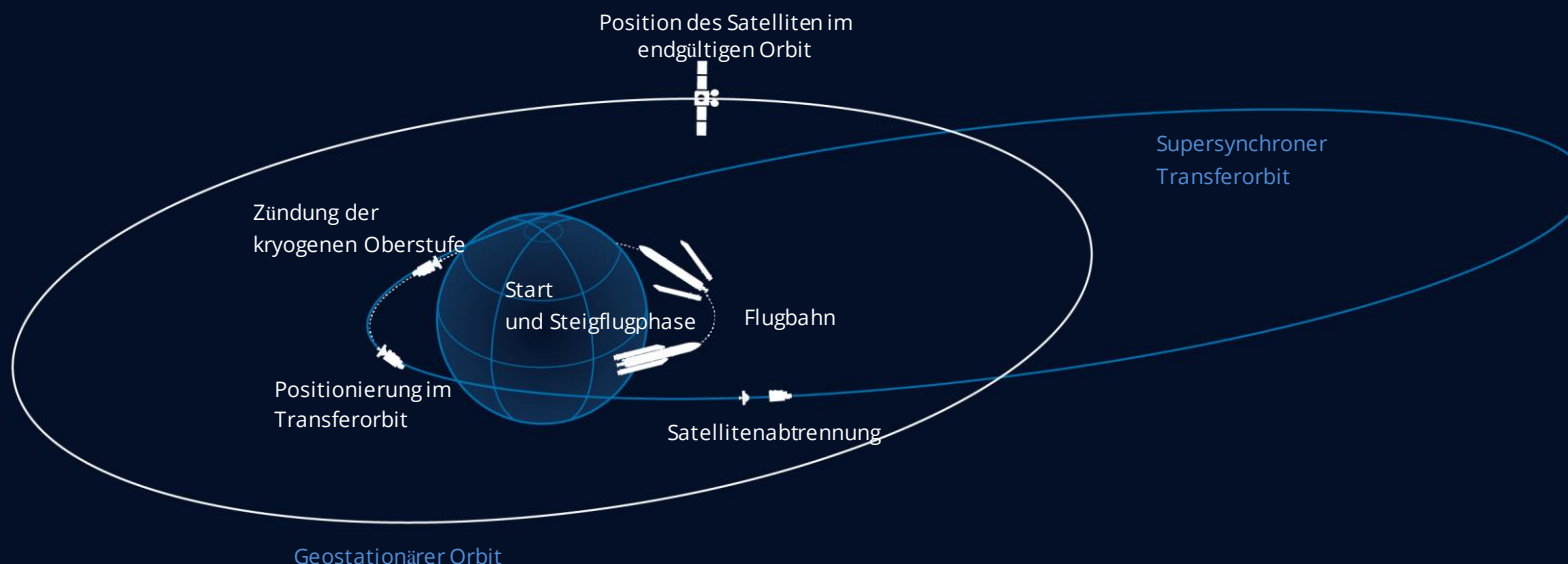 Position des Satelliten im
endgültigen Orbit
Supersynchroner
Transferorbit
Zündung der
kryogenen Oberstufe
Start
und Steigflugphase
Flugbahn
Positionierung im
Transferorbit
Satellitenabtrennung
Geostationärer Orbit